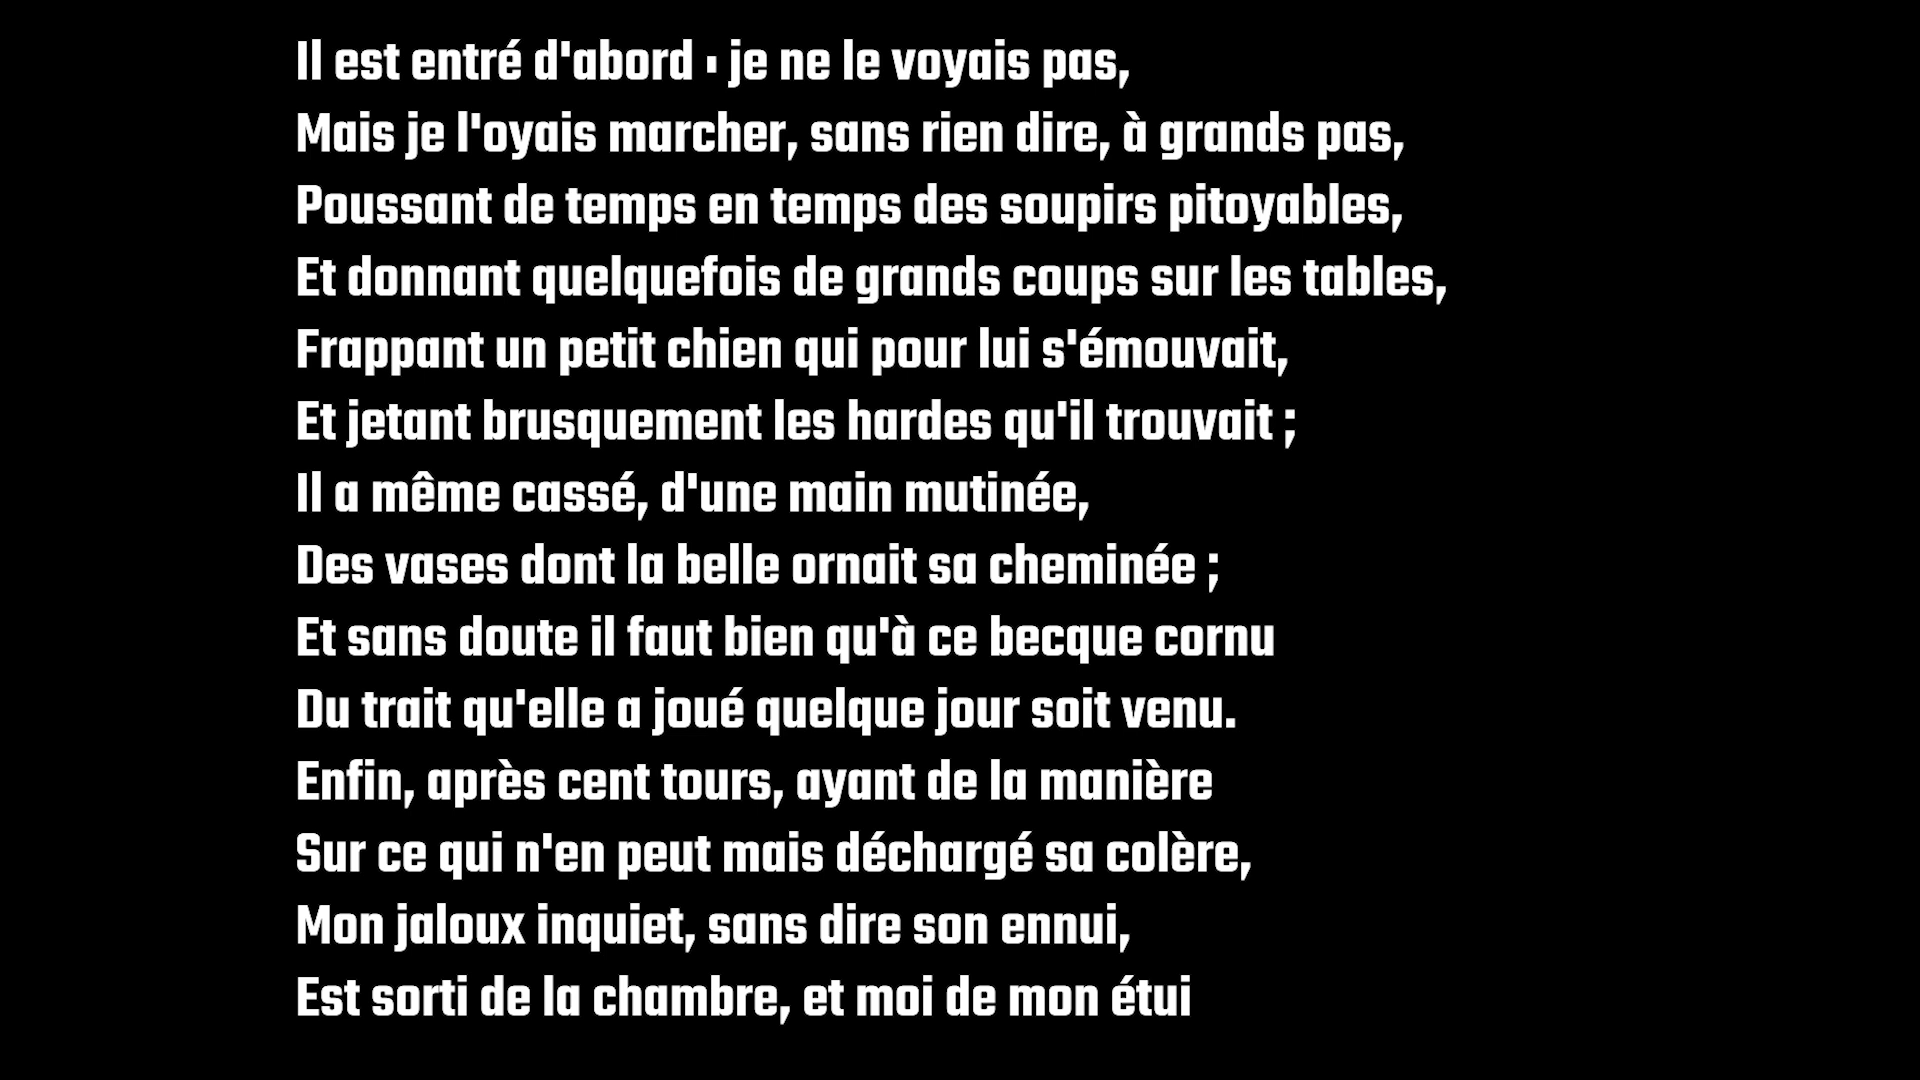 Il est entré d'abord : je ne le voyais pas,
Mais je l'oyais marcher, sans rien dire, à grands pas,
Poussant de temps en temps des soupirs pitoyables,
Et donnant quelquefois de grands coups sur les tables,
Frappant un petit chien qui pour lui s'émouvait,
Et jetant brusquement les hardes qu'il trouvait ;
Il a même cassé, d'une main mutinée,
Des vases dont la belle ornait sa cheminée ;
Et sans doute il faut bien qu'à ce becque cornu
Du trait qu'elle a joué quelque jour soit venu.
Enfin, après cent tours, ayant de la manière
Sur ce qui n'en peut mais déchargé sa colère,
Mon jaloux inquiet, sans dire son ennui,
Est sorti de la chambre, et moi de mon étui